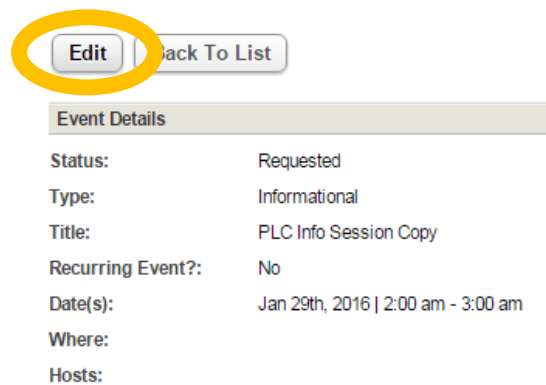 Edit Back To List
Event Details
Status: Requested
Type: Informational
Title: PLC Info Session Copy
Recurring Event?: No
Date(s): Jan 29th, 2016 | 2:00 am - 3:00 am
Where:
Hosts: